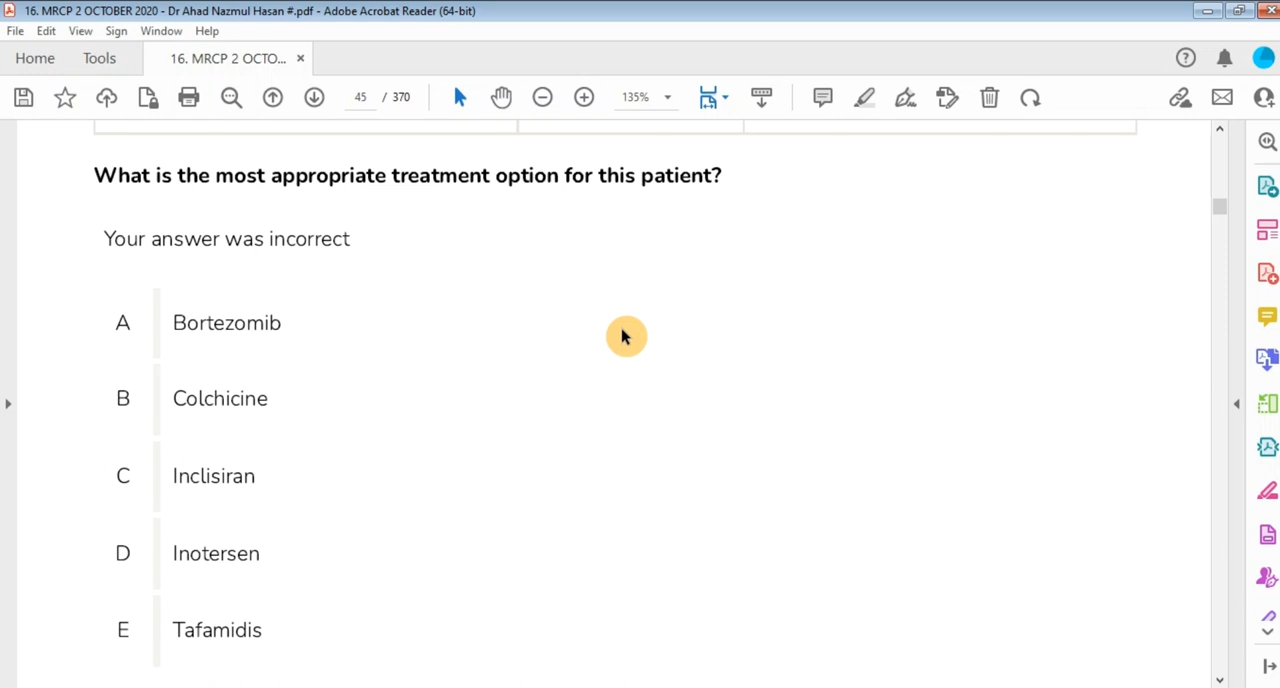 16. MRCP 2 OCTOBER 2020 - Dr Ahad Nazmul Hasan #.pdf - Adobe Acrobat Reader (64-bit)
File Edit View Sign Window Help
Home Tools 16. MRCP 2 OCTO... ×
45 / 370 135%
What is the most appropriate treatment option for this patient?
Your answer was incorrect
A Bortezomib
B Colchicine
C Inclisiran
D Inotersen
E Tafamidis